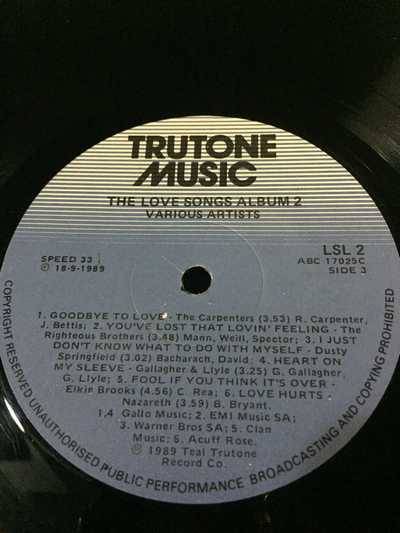 TRUTONE
MUSIC
THE LOVE SONGS ALBUM 2
VARIOUS ARTISTS
SPEED 33
℗ 18-9-1989
LSL 2
ABC 17025C
SIDE 3
1. GOODBYE TO LOVE - The Carpenters (3.53) R. Carpenter,
J. Bettis; 2. YOU'VE LOST THAT LOVIN' FEELING - The
Righteous Brothers (3.48) Mann, Weill, Spector; 3. I JUST
DON'T KNOW WHAT TO DO WITH MYSELF - Dusty
Springfield (3.02) Bacharach, David; 4. HEART ON
MY SLEEVE - Gallagher & Llyle (3.25) G. Gallagher,
G. Llyle; 5. FOOL IF YOU THINK IT'S OVER -
Elkie Brooks (4.56) C. Rea; 6. LOVE HURTS -
Nazareth (3.59) B. Bryant.
1,4 Gallo Music; 2. EMI Music SA;
3. Warner Bros SA; 5. Clan
Music; 6. Acuff Rose.
℗ 1989 Teal Trutone
Record Co.
COPYRIGHT RESERVED UNAUTHORISED PUBLIC PERFORMANCE BROADCASTING AND COPYING PROHIBITED